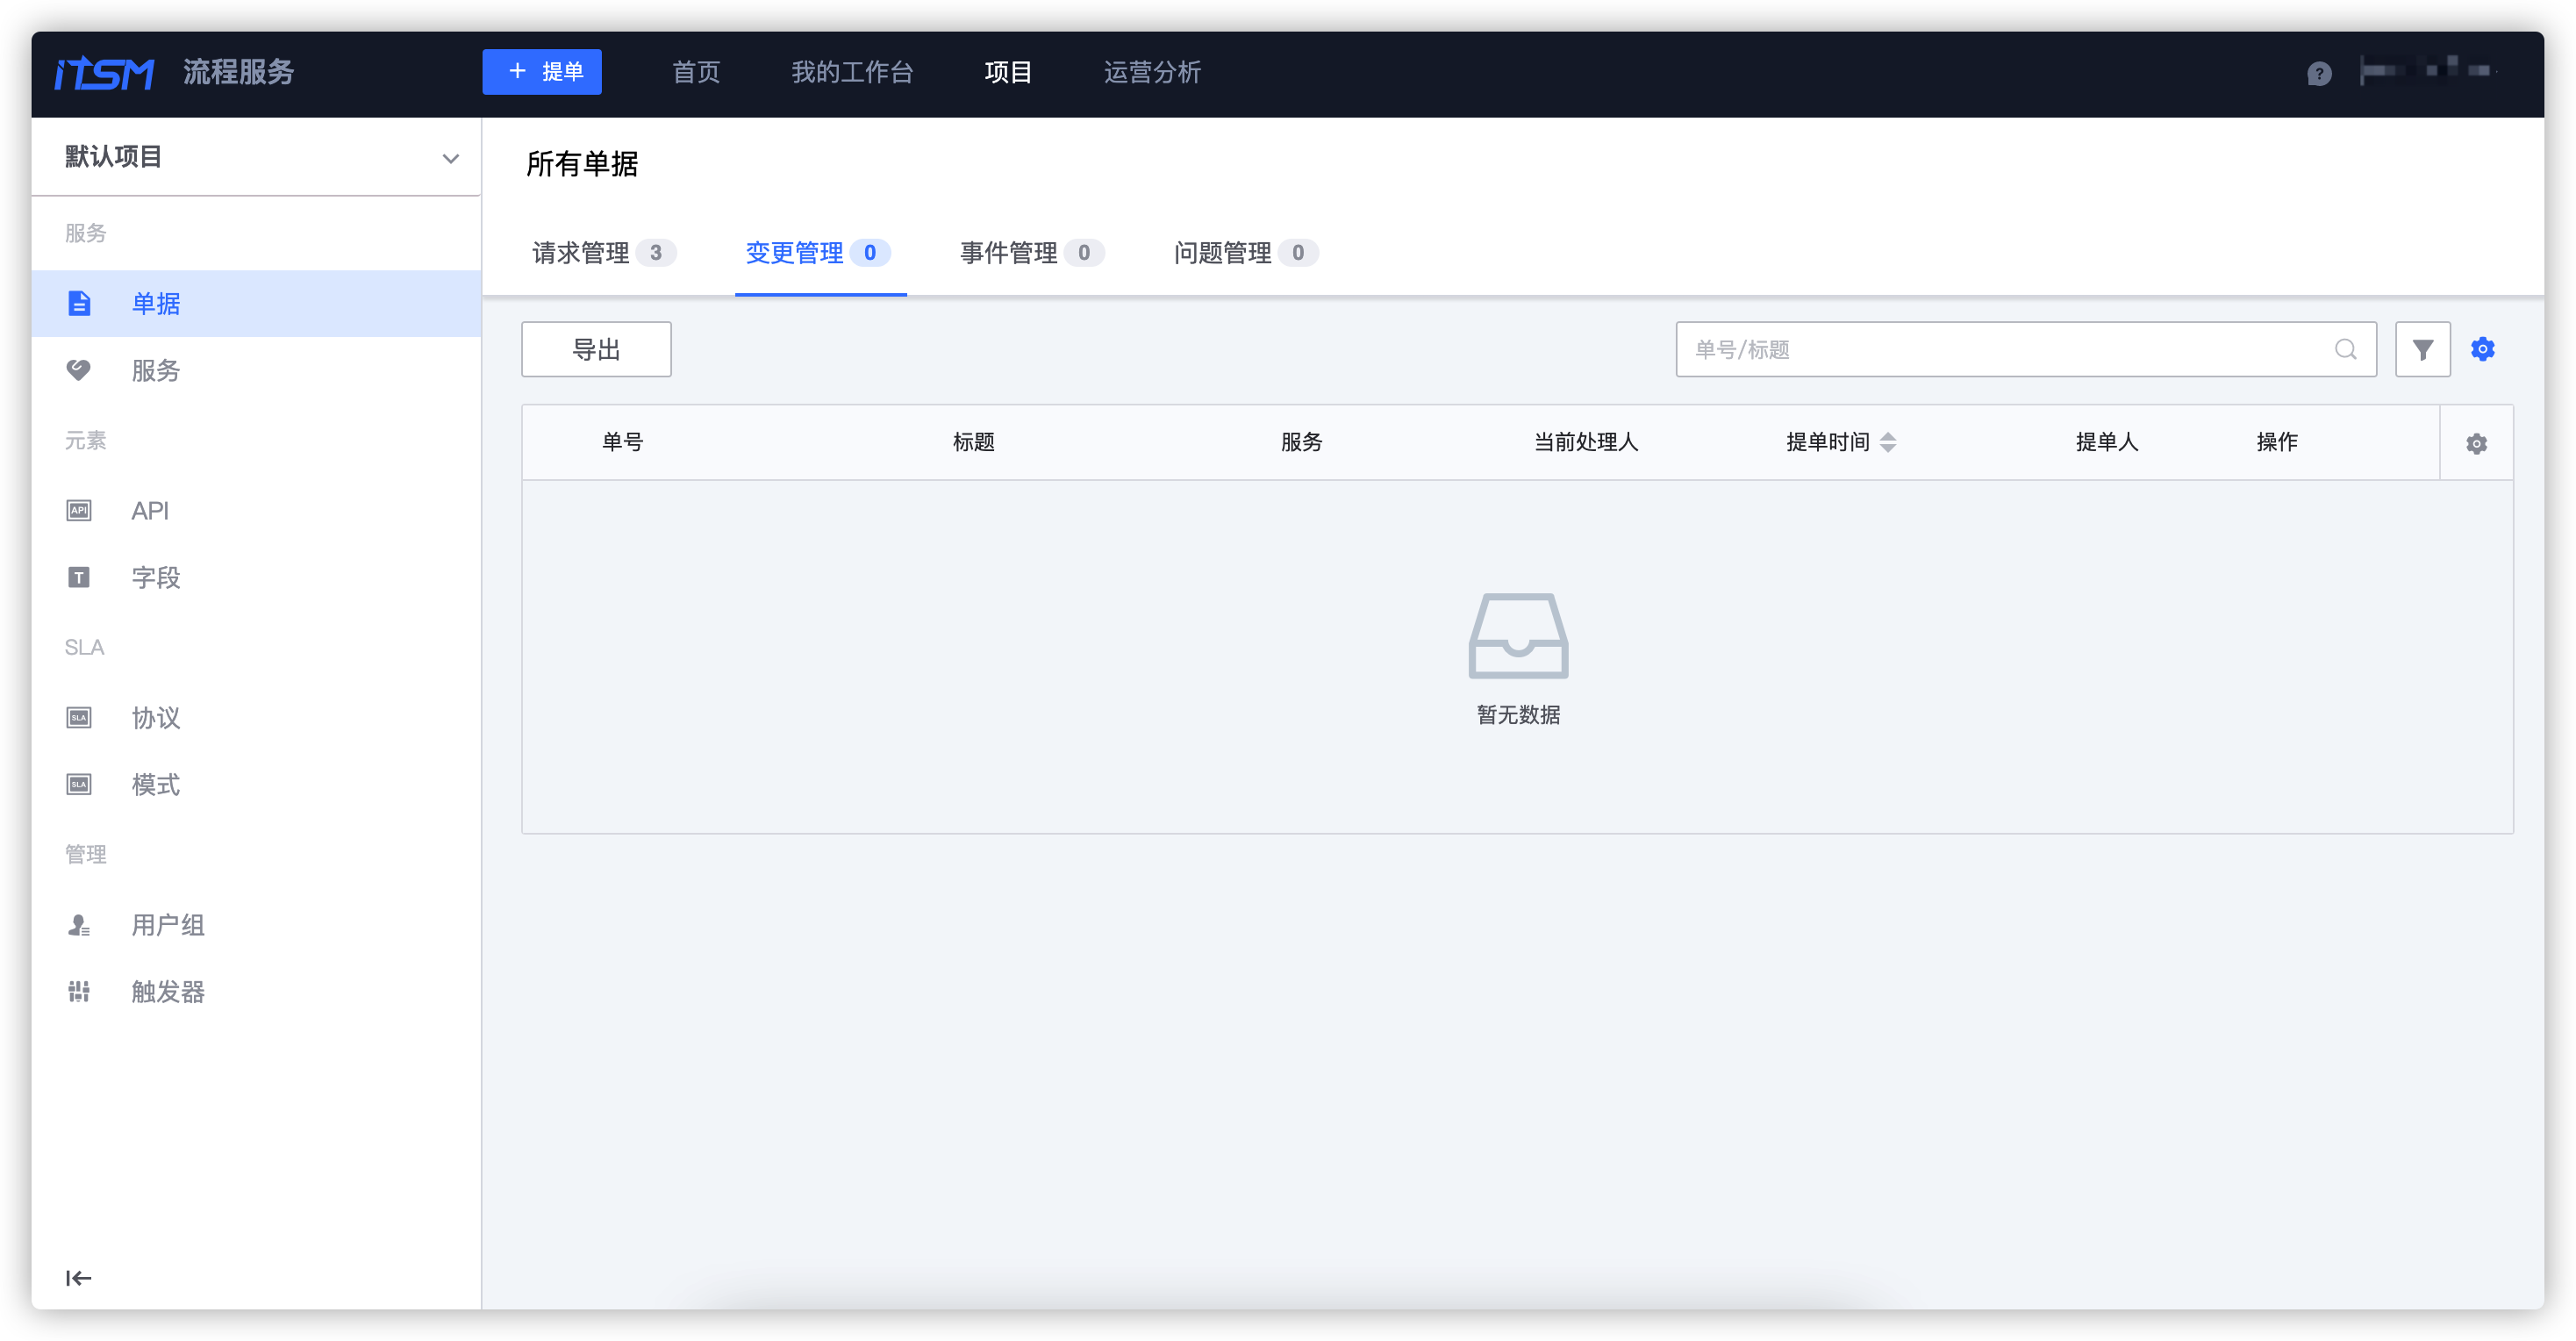 ITSM 流程服务 + 提单 首页 我的工作台 项目 运营分析 ?
默认项目
服务
单据
服务
元素
API API
T 字段
SLA
SLA 协议
SLA 模式
管理
用户组
触发器
所有单据
请求管理 3 变更管理 0 事件管理 0 问题管理 0
导出 单号/标题
单号 标题 服务 当前处理人 提单时间 提单人 操作
暂无数据